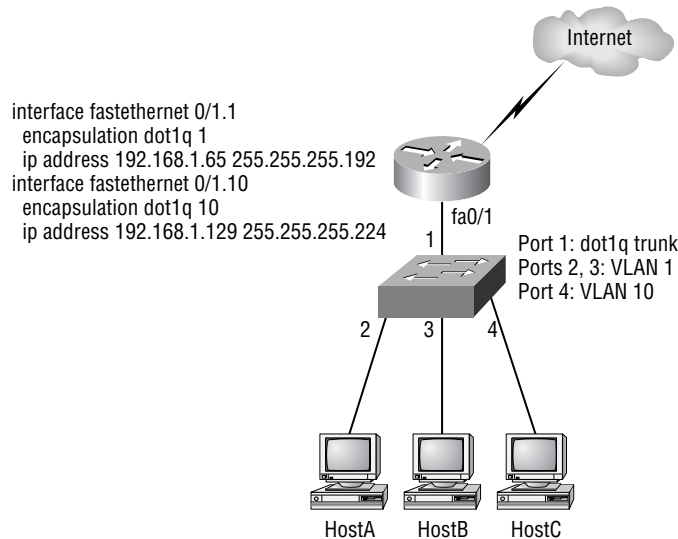 Internet
interface fastethernet 0/1.1
encapsulation dot1q 1
ip address 192.168.1.65 255.255.255.192
interface fastethernet 0/1.10
encapsulation dot1q 10
ip address 192.168.1.129 255.255.255.224
fa0/1
1
Port 1: dot1q trunk
Ports 2, 3: VLAN 1
Port 4: VLAN 10
2 3 4
HostA HostB HostC